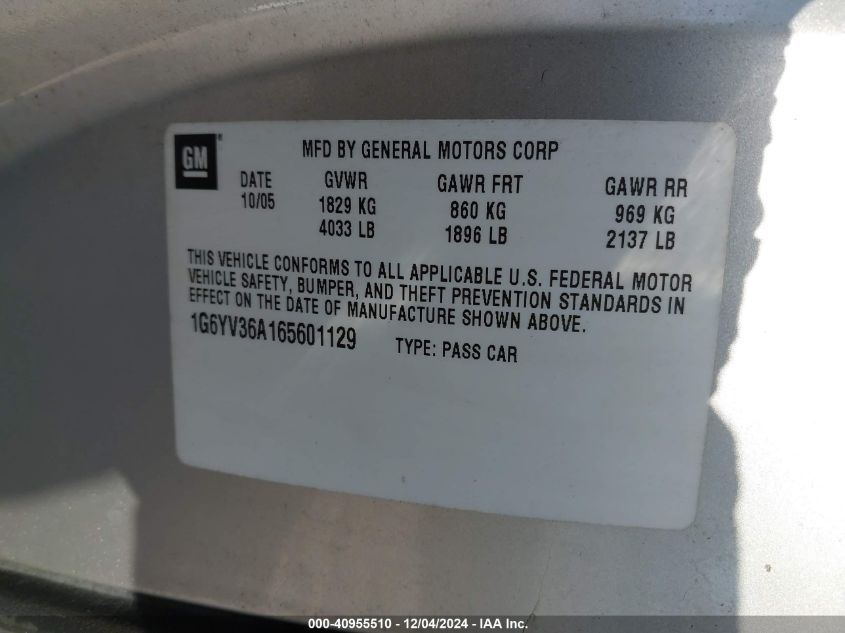 GM
MFD BY GENERAL MOTORS CORP
DATE GVWR GAWR FRT GAWR RR
10/05 1829 KG 860 KG 969 KG
4033 LB 1896 LB 2137 LB
THIS VEHICLE CONFORMS TO ALL APPLICABLE U.S. FEDERAL MOTOR
VEHICLE SAFETY, BUMPER, AND THEFT PREVENTION STANDARDS IN
EFFECT ON THE DATE OF MANUFACTURE SHOWN ABOVE.
1G6YV36A165601129 TYPE: PASS CAR
000-40955510 - 12/04/2024 - IAA Inc.